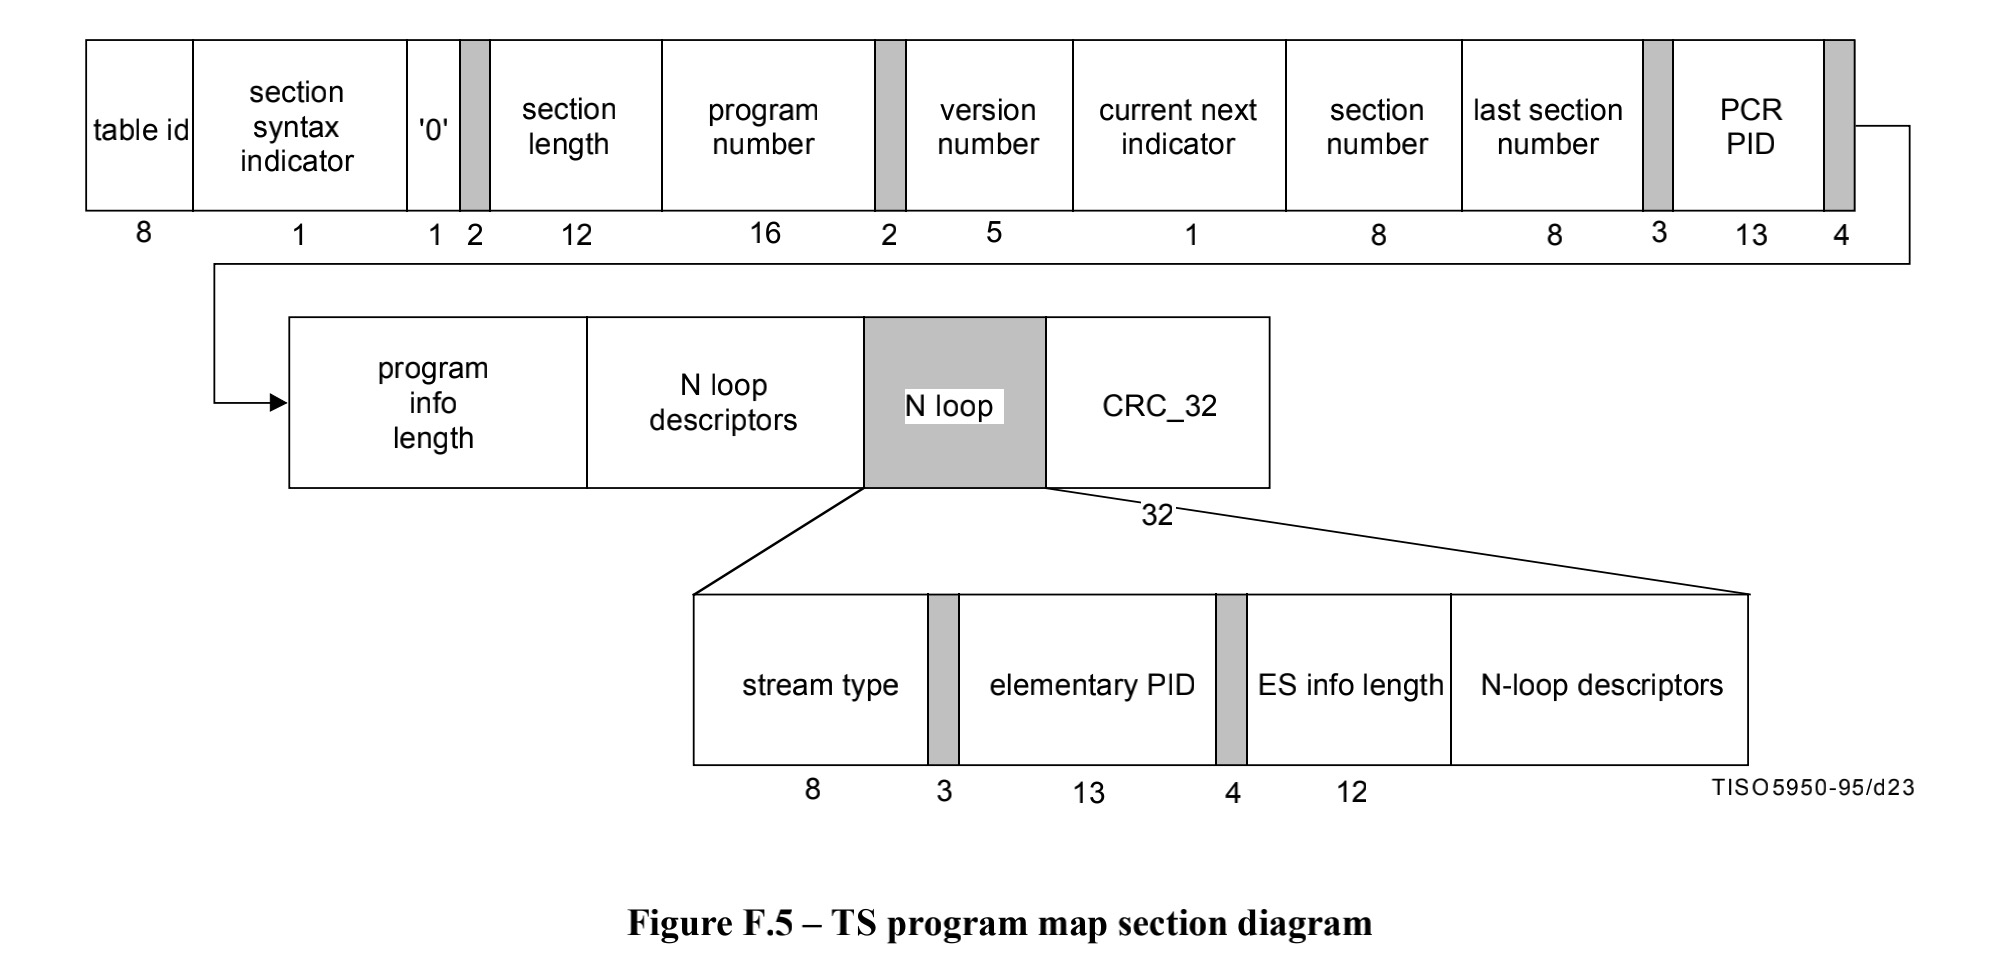 table id
section
syntax
indicator
'0'
section
length
program
number
version
number
current next
indicator
section
number
last section
number
PCR
PID
8
1
1
2
12
16
2
5
1
8
8
3
13
4
program
info
length
N loop
descriptors
N loop
CRC_32
32
stream type
elementary PID
ES info length
N-loop descriptors
8
3
13
4
12
TISO5950-95/d23
Figure F.5 – TS program map section diagram